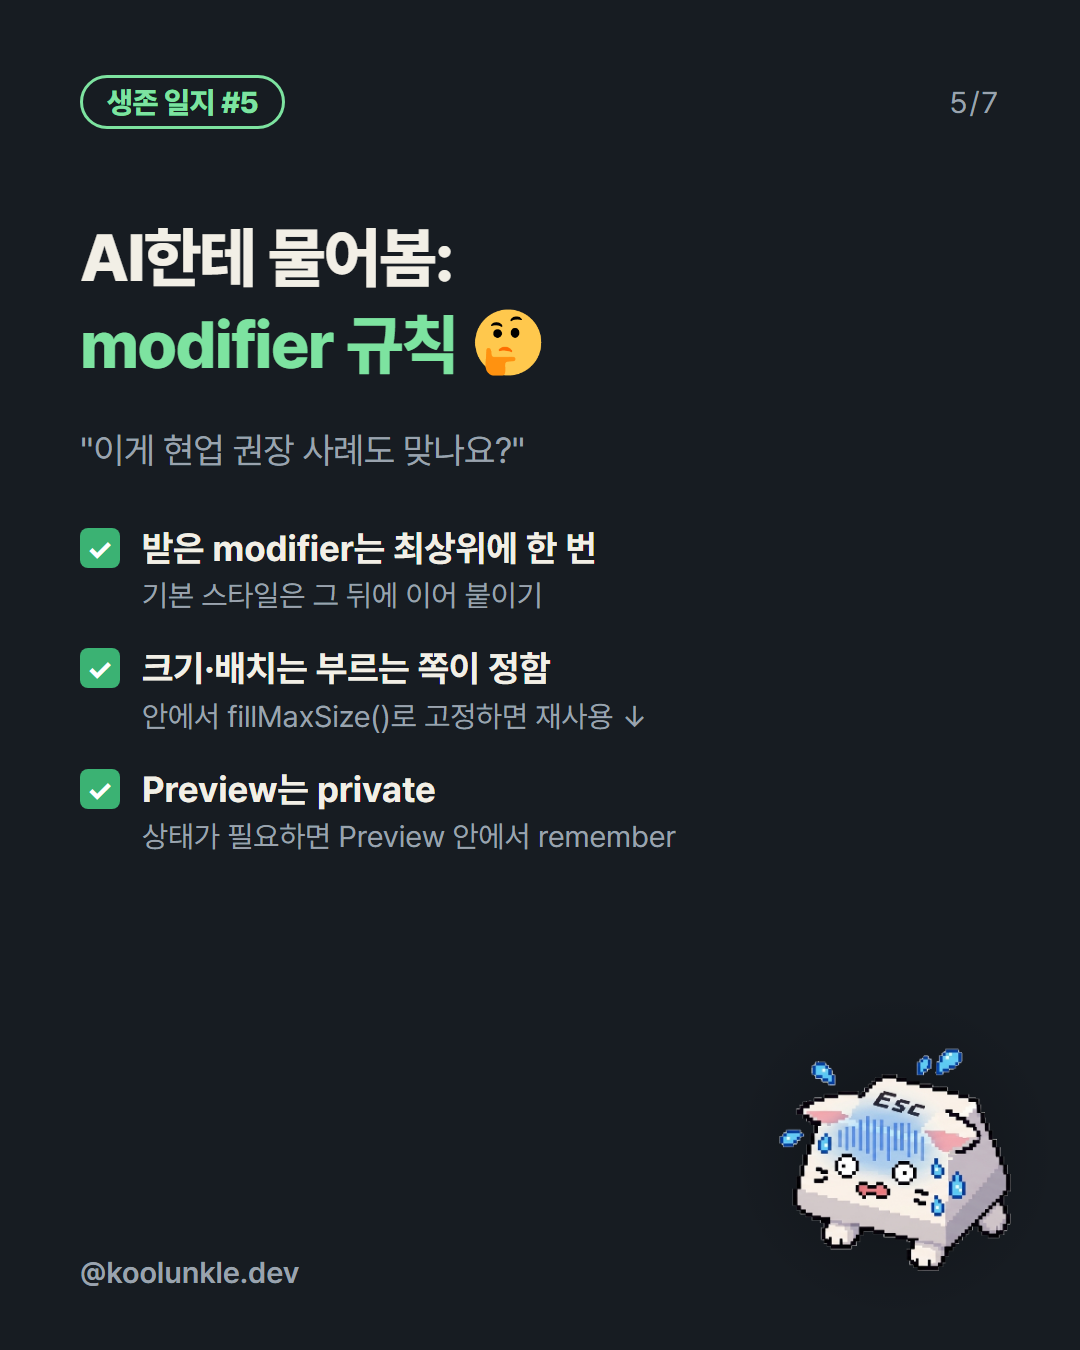 생존 일지 #5
5/7
AI한테 물어봄:
modifier 규칙 🤔
"이게 현업 권장 사례도 맞나요?"
받은 modifier는 최상위에 한 번
기본 스타일은 그 뒤에 이어 붙이기
크기·배치는 부르는 쪽이 정함
안에서 fillMaxSize()로 고정하면 재사용 ↓
Preview는 private
상태가 필요하면 Preview 안에서 remember
Esc
@koolunkle.dev